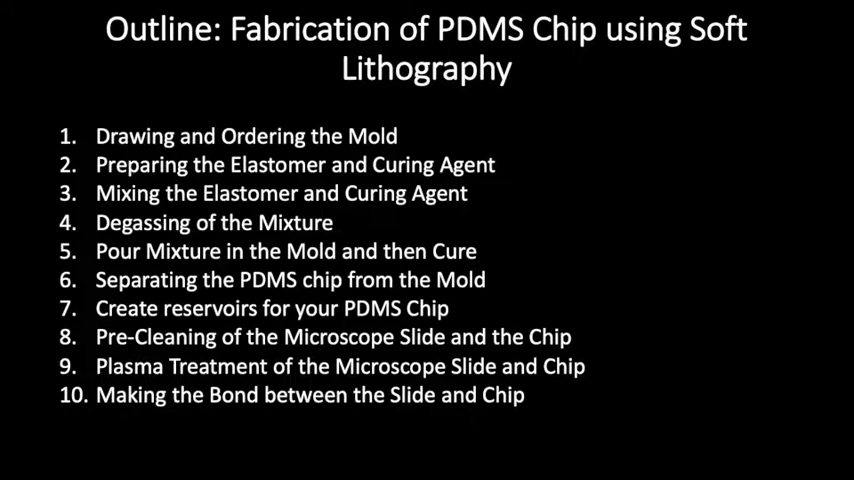 Outline: Fabrication of PDMS Chip using Soft
Lithography
1. Drawing and Ordering the Mold
2. Preparing the Elastomer and Curing Agent
3. Mixing the Elastomer and Curing Agent
4. Degassing of the Mixture
5. Pour Mixture in the Mold and then Cure
6. Separating the PDMS chip from the Mold
7. Create reservoirs for your PDMS Chip
8. Pre-Cleaning of the Microscope Slide and the Chip
9. Plasma Treatment of the Microscope Slide and Chip
10. Making the Bond between the Slide and Chip